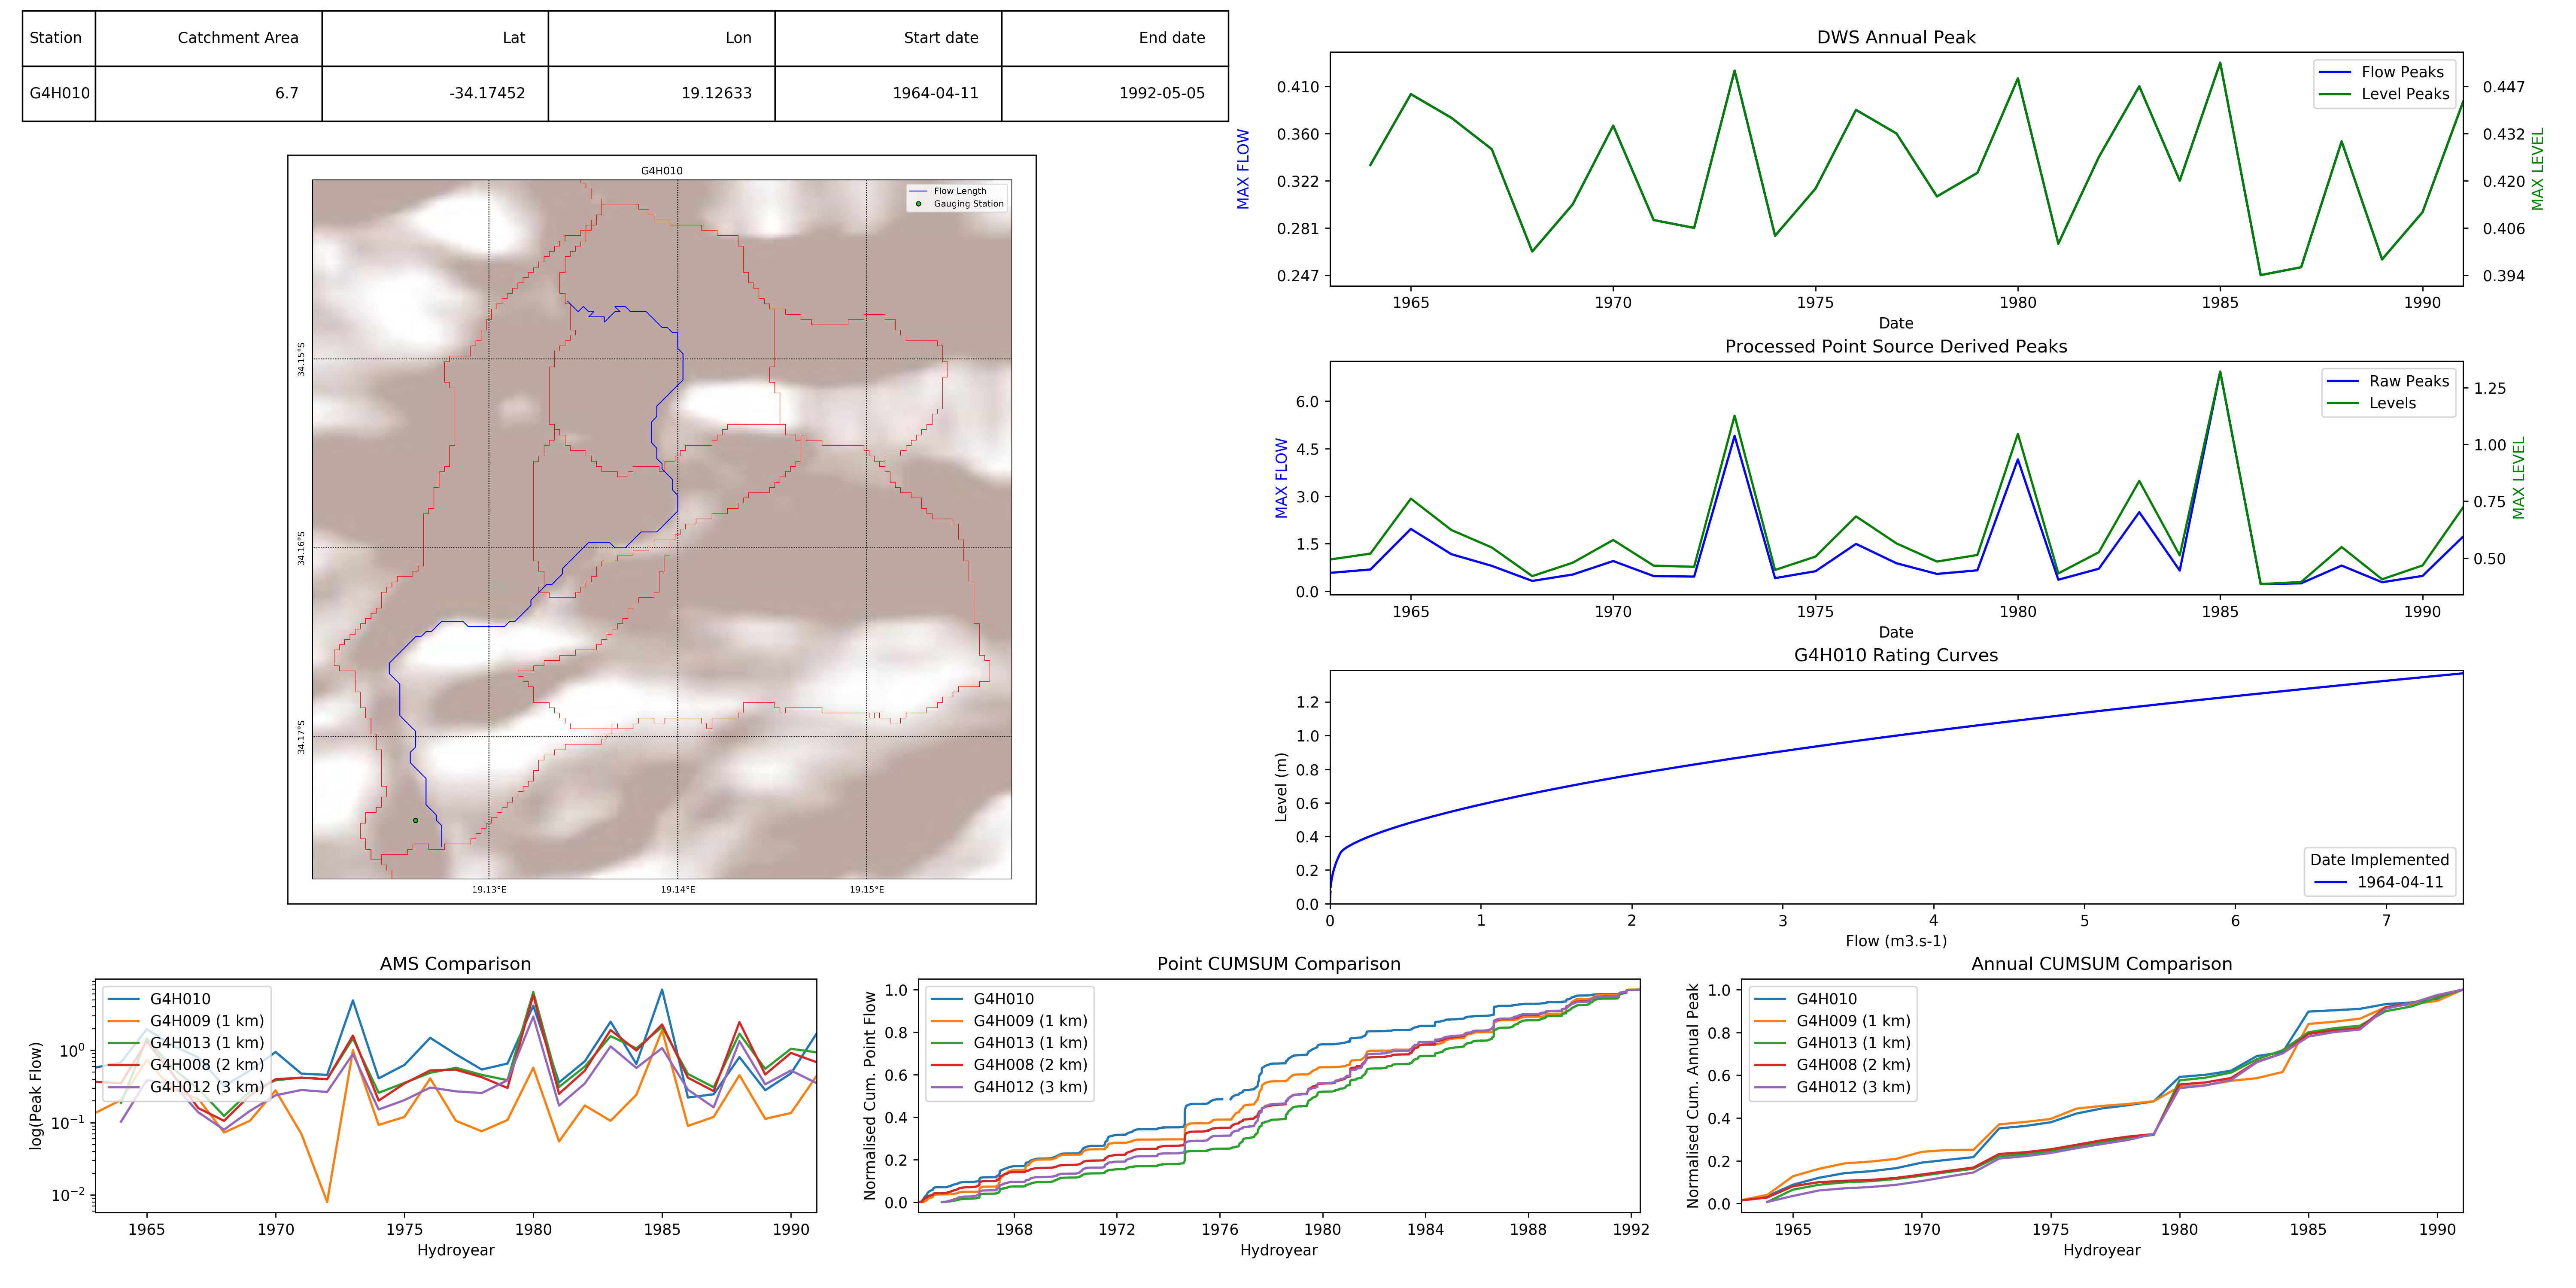 Station Catchment Area Lat Lon Start date End date
G4H010 6.7 -34.17452 19.12633 1964-04-11 1992-05-05
G4H010
Flow Length
Gauging Station
34.15°S
34.16°S
34.17°S
19.13°E 19.14°E 19.15°E
DWS Annual Peak
Flow Peaks
Level Peaks
MAX FLOW
0.410
0.360
0.322
0.281
0.247
0.447
0.432
0.420
0.406
0.394
MAX LEVEL
1965 1970 1975 1980 1985 1990
Date
Processed Point Source Derived Peaks
Raw Peaks
Levels
MAX FLOW
6.0
4.5
3.0
1.5
0.0
1.25
1.00
0.75
0.50
MAX LEVEL
1965 1970 1975 1980 1985 1990
Date
G4H010 Rating Curves
Level (m)
1.2
1.0
0.8
0.6
0.4
0.2
0.0
Date Implemented
1964-04-11
0 1 2 3 4 5 6 7
Flow (m3.s-1)
AMS Comparison
G4H010
G4H009 (1 km)
G4H013 (1 km)
G4H008 (2 km)
G4H012 (3 km)
log(Peak Flow)
10⁰
10⁻¹
10⁻²
1965 1970 1975 1980 1985 1990
Hydroyear
Point CUMSUM Comparison
G4H010
G4H009 (1 km)
G4H013 (1 km)
G4H008 (2 km)
G4H012 (3 km)
Normalised Cum. Point Flow
1.0
0.8
0.6
0.4
0.2
0.0
1968 1972 1976 1980 1984 1988 1992
Hydroyear
Annual CUMSUM Comparison
G4H010
G4H009 (1 km)
G4H013 (1 km)
G4H008 (2 km)
G4H012 (3 km)
Normalised Cum. Annual Peak
1.0
0.8
0.6
0.4
0.2
0.0
1965 1970 1975 1980 1985 1990
Hydroyear